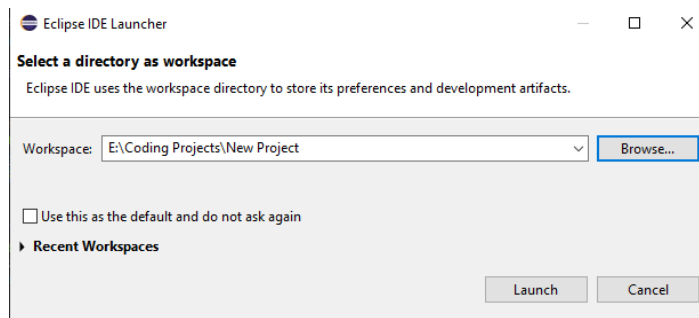 Eclipse IDE Launcher
Select a directory as workspace
Eclipse IDE uses the workspace directory to store its preferences and development artifacts.
Workspace: E:\Coding Projects\New Project Browse...
Use this as the default and do not ask again
Recent Workspaces
Launch Cancel